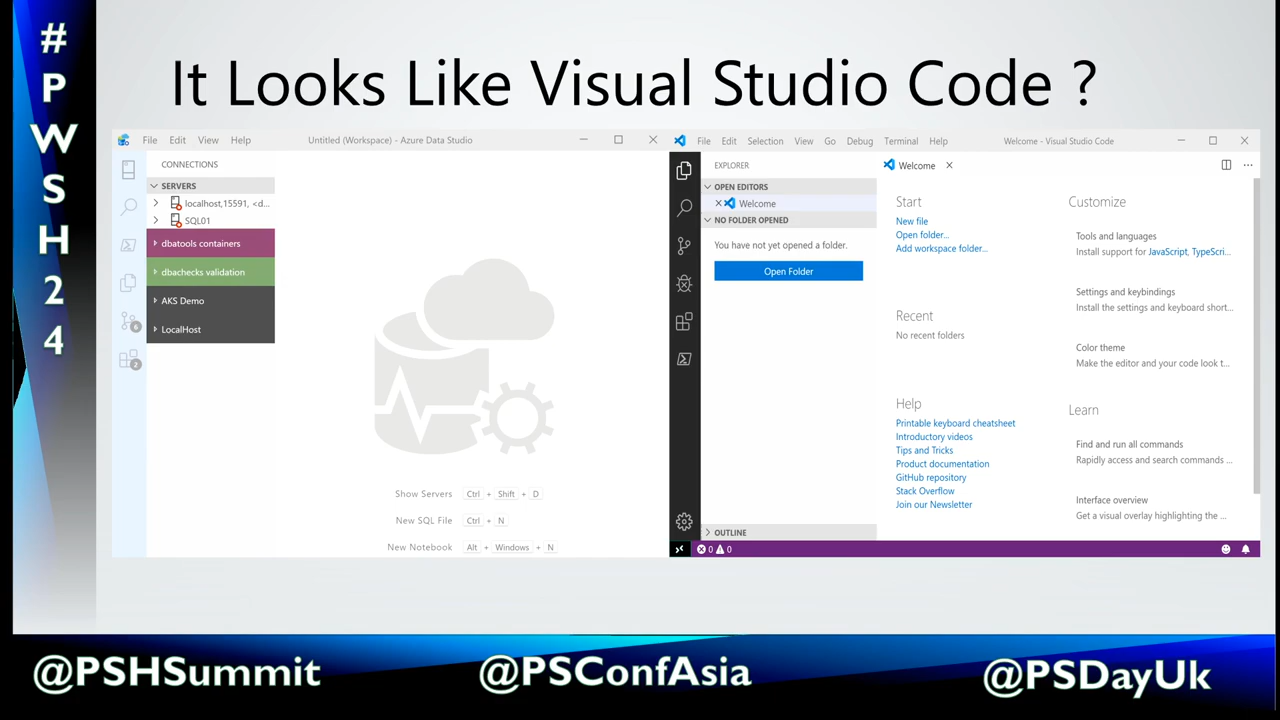 #
P
W
S
H
2
4
It Looks Like Visual Studio Code ?
File Edit View Help Untitled (Workspace) - Azure Data Studio
CONNECTIONS
SERVERS
localhost,15591, <d...
SQL01
dbatools containers
dbachecks validation
AKS Demo
LocalHost
6
2
Show Servers Ctrl + Shift + D
New SQL File Ctrl + N
New Notebook Alt + Windows + N
File Edit Selection View Go Debug Terminal Help Welcome - Visual Studio Code
EXPLORER
OPEN EDITORS
Welcome
NO FOLDER OPENED
You have not yet opened a folder.
Open Folder
OUTLINE
0 0
Welcome
Start
New file
Open folder...
Add workspace folder...
Recent
No recent folders
Help
Printable keyboard cheatsheet
Introductory videos
Tips and Tricks
Product documentation
GitHub repository
Stack Overflow
Join our Newsletter
Customize
Tools and languages
Install support for JavaScript, TypeScri...
Settings and keybindings
Install the settings and keyboard short...
Color theme
Make the editor and your code look t...
Learn
Find and run all commands
Rapidly access and search commands ...
Interface overview
Get a visual overlay highlighting the ...
@PSHSummit
@PSConfAsia
@PSDayUk